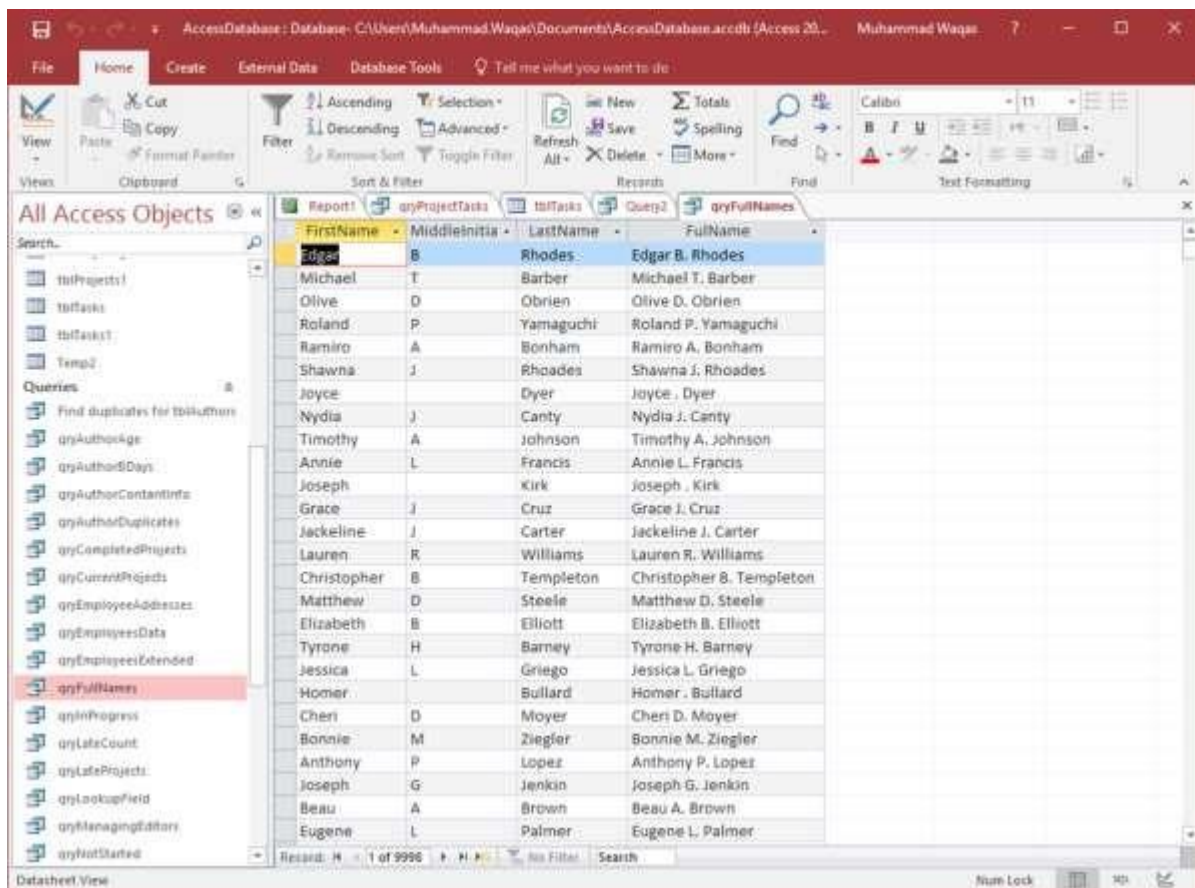 AccessDatabase : Database- C:\Users\Muhammad.Waqas\Documents\AccessDatabase.accdb (Access 20... Muhammad Waqas ?
File Home Create External Data Database Tools Tell me what you want to do
View
Paste
Cut
Copy
Format Painter
Filter
Ascending
Descending
Remove Sort
Selection
Advanced
Toggle Filter
Refresh All
New
Save
Delete
Totals
Spelling
More
Find
Calibri 11
B I U
Views Clipboard Sort & Filter Records Find Text Formatting
All Access Objects
Search..
tblProjects1
tblTasks
tblTasks1
Temp2
Queries
Find duplicates for tblAuthors
qryAuthorAge
qryAuthorBDays
qryAuthorContantInfo
qryAuthorDuplicates
qryCompletedProjects
qryCurrentProjects
qryEmployeeAddresses
qryEmployeesData
qryEmployeesExtended
qryFullNames
qryInProgress
qryLateCount
qryLateProjects
qryLookupField
qryManagingEditors
qryNotStarted
Report1 qryProjectTasks tblTasks Query2 qryFullNames
FirstName MiddleInitia LastName FulName
Edgar B Rhodes Edgar B. Rhodes
Michael T Barber Michael T. Barber
Olive D Obrien Olive D. Obrien
Roland P Yamaguchi Roland P. Yamaguchi
Ramiro A Bonham Ramiro A. Bonham
Shawna J Rhoades Shawna J. Rhoades
Joyce Dyer Joyce . Dyer
Nydia J Canty Nydia J. Canty
Timothy A Johnson Timothy A. Johnson
Annie L Francis Annie L. Francis
Joseph Kirk Joseph . Kirk
Grace J Cruz Grace J. Cruz
Jackeline J Carter Jackeline J. Carter
Lauren R Williams Lauren R. Williams
Christopher B Templeton Christopher B. Templeton
Matthew D Steele Matthew D. Steele
Elizabeth B Elliott Elizabeth B. Elliott
Tyrone H Barney Tyrone H. Barney
Jessica L Griego Jessica L. Griego
Homer Bullard Homer . Bullard
Cheri D Moyer Cheri D. Moyer
Bonnie M Ziegler Bonnie M. Ziegler
Anthony P Lopez Anthony P. Lopez
Joseph G Jenkin Joseph G. Jenkin
Beau A Brown Beau A. Brown
Eugene L Palmer Eugene L. Palmer
Record: 1 of 9998 No Filter Search
Datasheet View Num Lock SQL